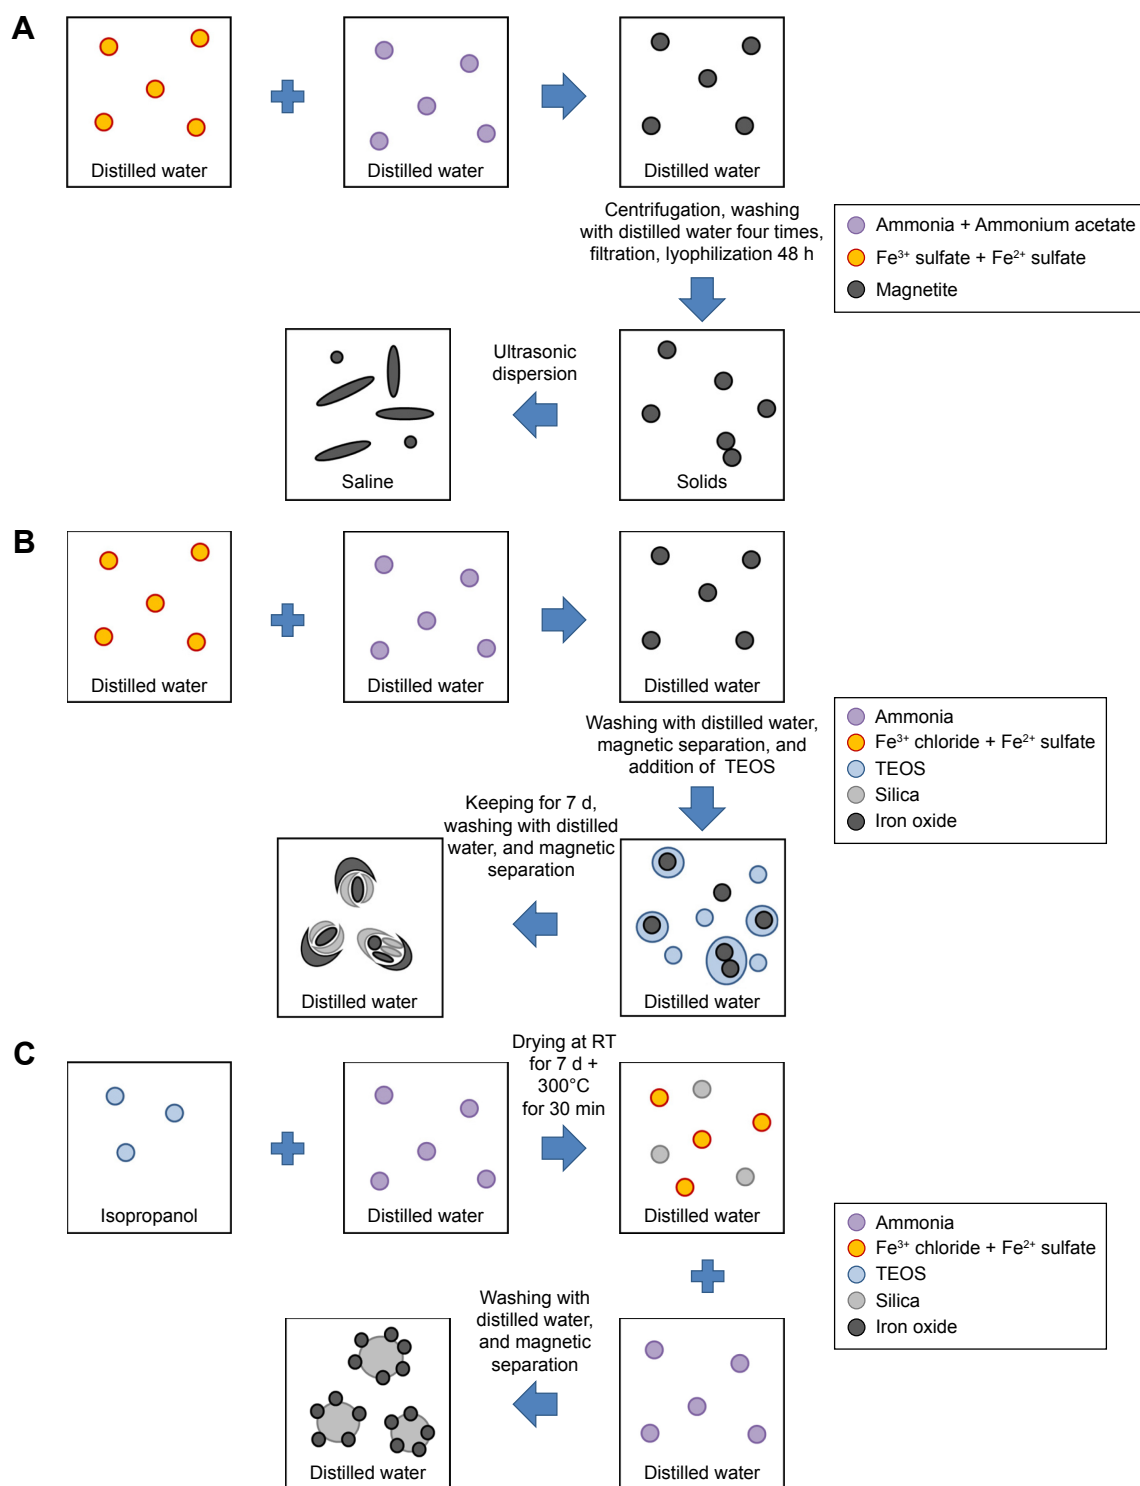 A
Distilled water
Distilled water
Distilled water
Centrifugation, washing
with distilled water four times,
filtration, lyophilization 48 h
Ammonia + Ammonium acetate
Fe³⁺ sulfate + Fe²⁺ sulfate
Magnetite
Ultrasonic
dispersion
Saline
Solids
B
Distilled water
Distilled water
Distilled water
Washing with distilled water,
magnetic separation, and
addition of TEOS
Ammonia
Fe³⁺ chloride + Fe²⁺ sulfate
TEOS
Silica
Iron oxide
Keeping for 7 d,
washing with distilled
water, and magnetic
separation
Distilled water
Distilled water
C
Drying at RT
for 7 d +
300°C
for 30 min
Isopropanol
Distilled water
Distilled water
Ammonia
Fe³⁺ chloride + Fe²⁺ sulfate
TEOS
Silica
Iron oxide
Washing with
distilled water,
and magnetic
separation
Distilled water
Distilled water